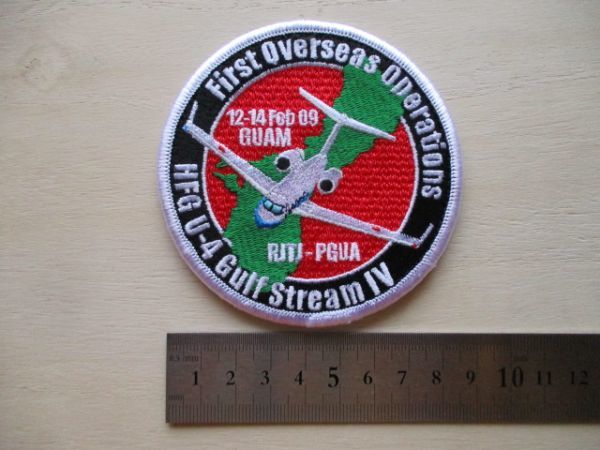 First Overseas Operations
12-14 Feb 09
GUAM
RJTJ - PGUA
HFG U-4 Gulf Stream IV
1 2 3 4 5 6 7 8 9 10 11 12